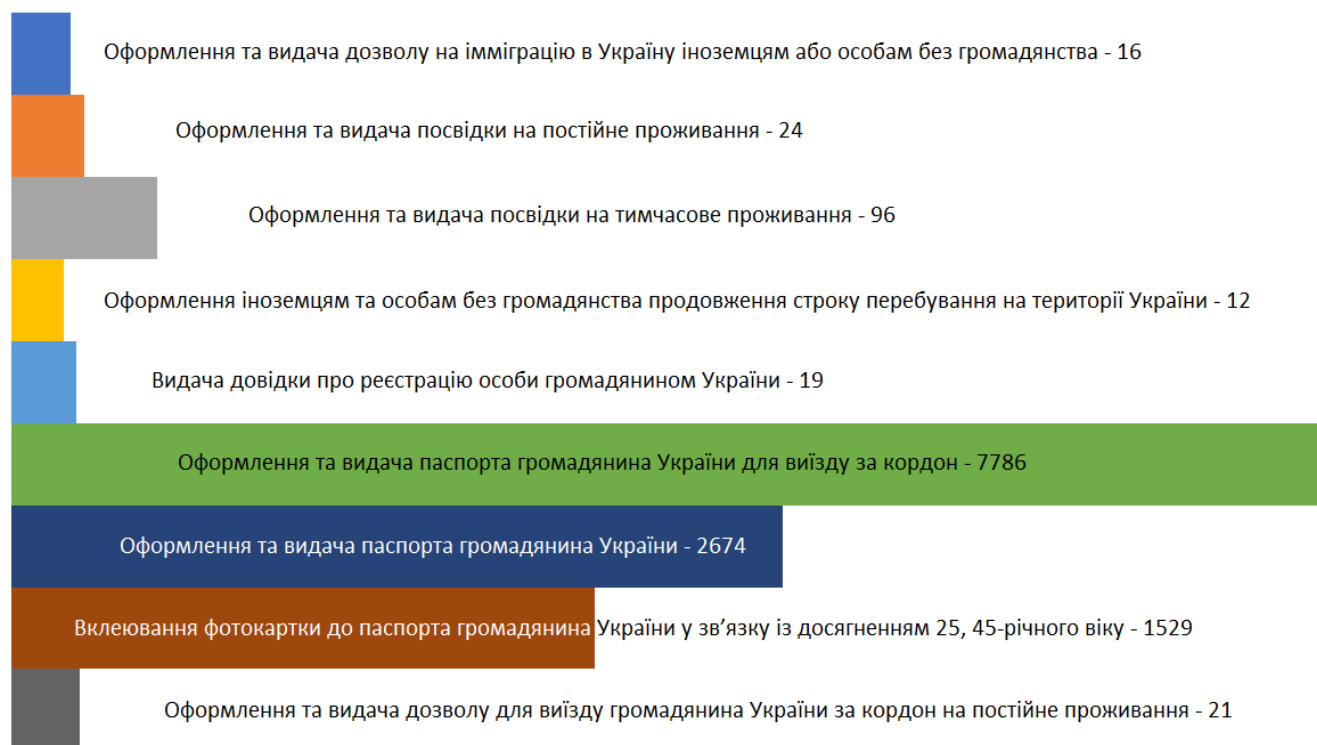 Оформлення та видача дозволу на імміграцію в Україну іноземцям або особам без громадянства - 16
Оформлення та видача посвідки на постійне проживання - 24
Оформлення та видача посвідки на тимчасове проживання - 96
Оформлення іноземцям та особам без громадянства продовження строку перебування на території України - 12
Видача довідки про реєстрацію особи громадянином України - 19
Оформлення та видача паспорта громадянина України для виїзду за кордон - 7786
Оформлення та видача паспорта громадянина України - 2674
Вклеювання фотокартки до паспорта громадянина України у зв’язку із досягненням 25, 45-річного віку - 1529
Оформлення та видача дозволу для виїзду громадянина України за кордон на постійне проживання - 21